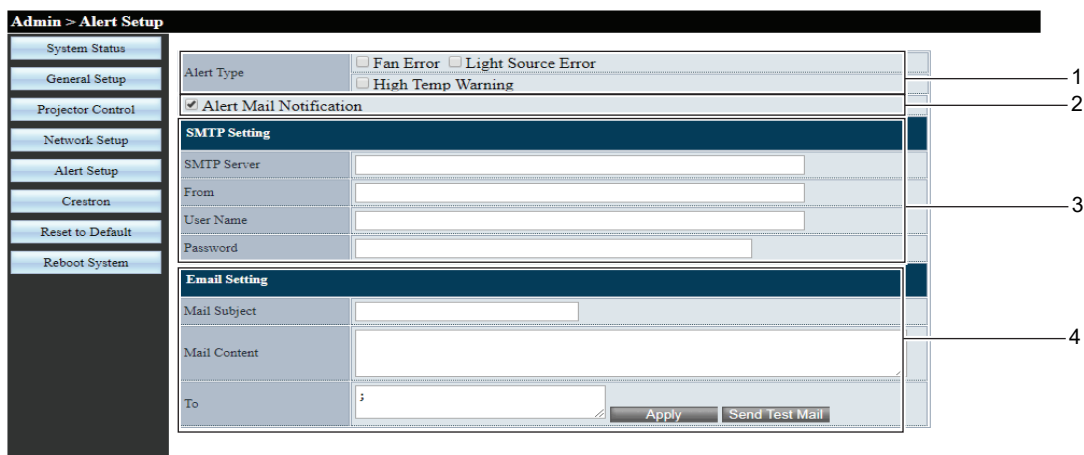 Admin > Alert Setup
System Status
General Setup
Projector Control
Network Setup
Alert Setup
Crestron
Reset to Default
Reboot System
Alert Type
Fan Error Light Source Error
High Temp Warning
1
Alert Mail Notification
2
SMTP Setting
SMTP Server
From
User Name
Password
3
Email Setting
Mail Subject
Mail Content
4
To
;
Apply Send Test Mail